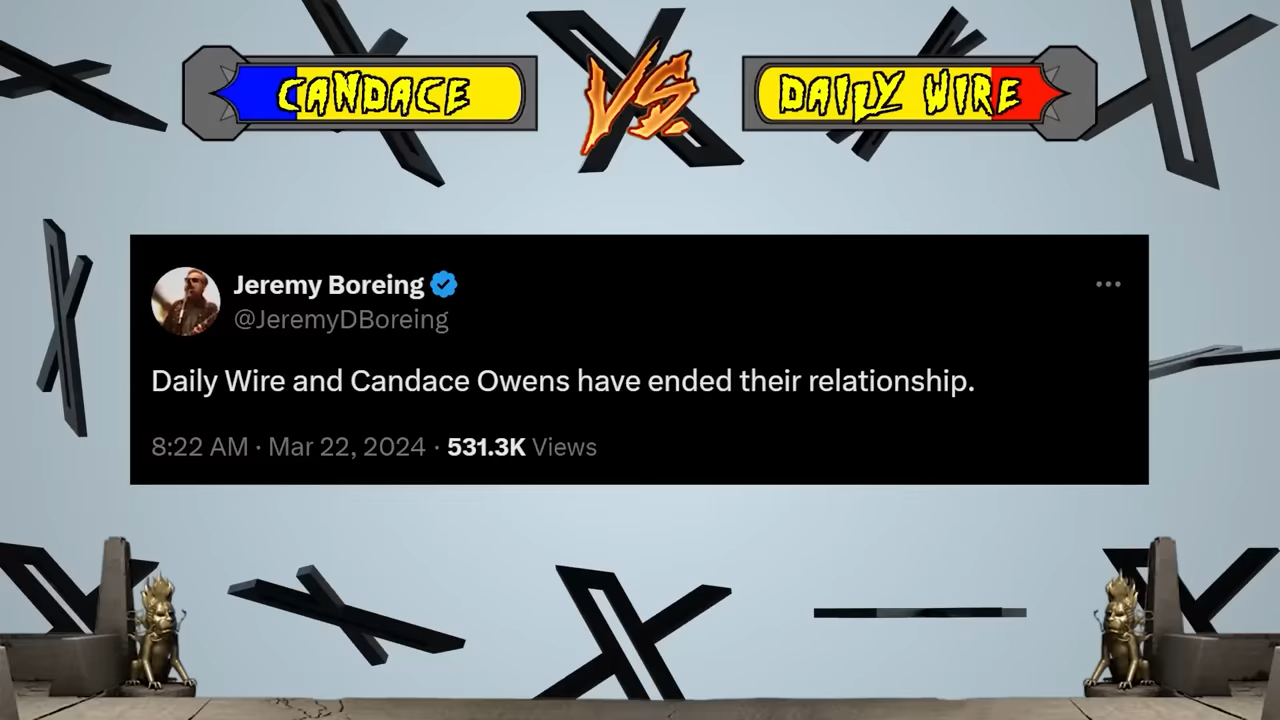 CANDACE VS. DAILY WIRE
Jeremy Boreing
@JeremyDBoreing
Daily Wire and Candace Owens have ended their relationship.
8:22 AM · Mar 22, 2024 · 531.3K Views